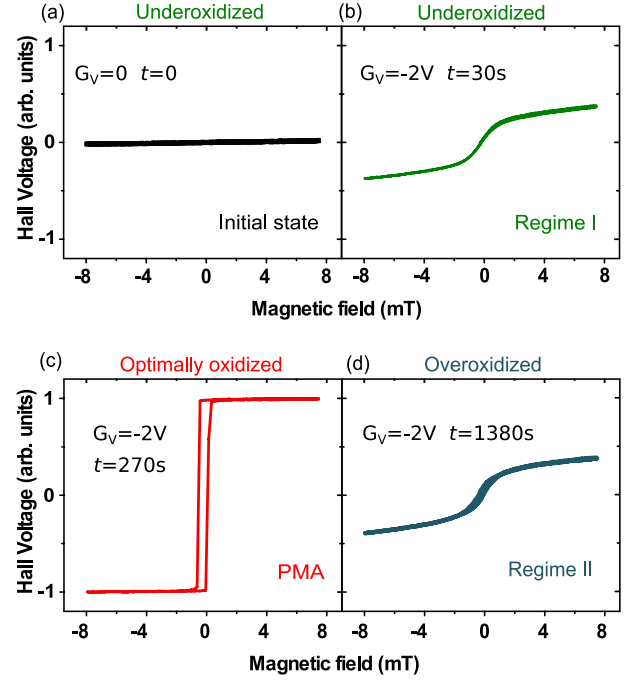 (a) Underoxidized
G_V=0 t=0
Initial state
Hall Voltage (arb. units)
0
-1
-8 -4 0 4 8
(b) Underoxidized
G_V=-2V t=30s
Regime I
-8 -4 0 4 8
Magnetic field (mT)
(c) Optimally oxidized
G_V=-2V
t=270s
PMA
Hall Voltage (arb. units)
1
0
-1
-8 -4 0 4 8
Magnetic field (mT)
(d) Overoxidized
G_V=-2V t=1380s
Regime II
-8 -4 0 4 8
Magnetic field (mT)